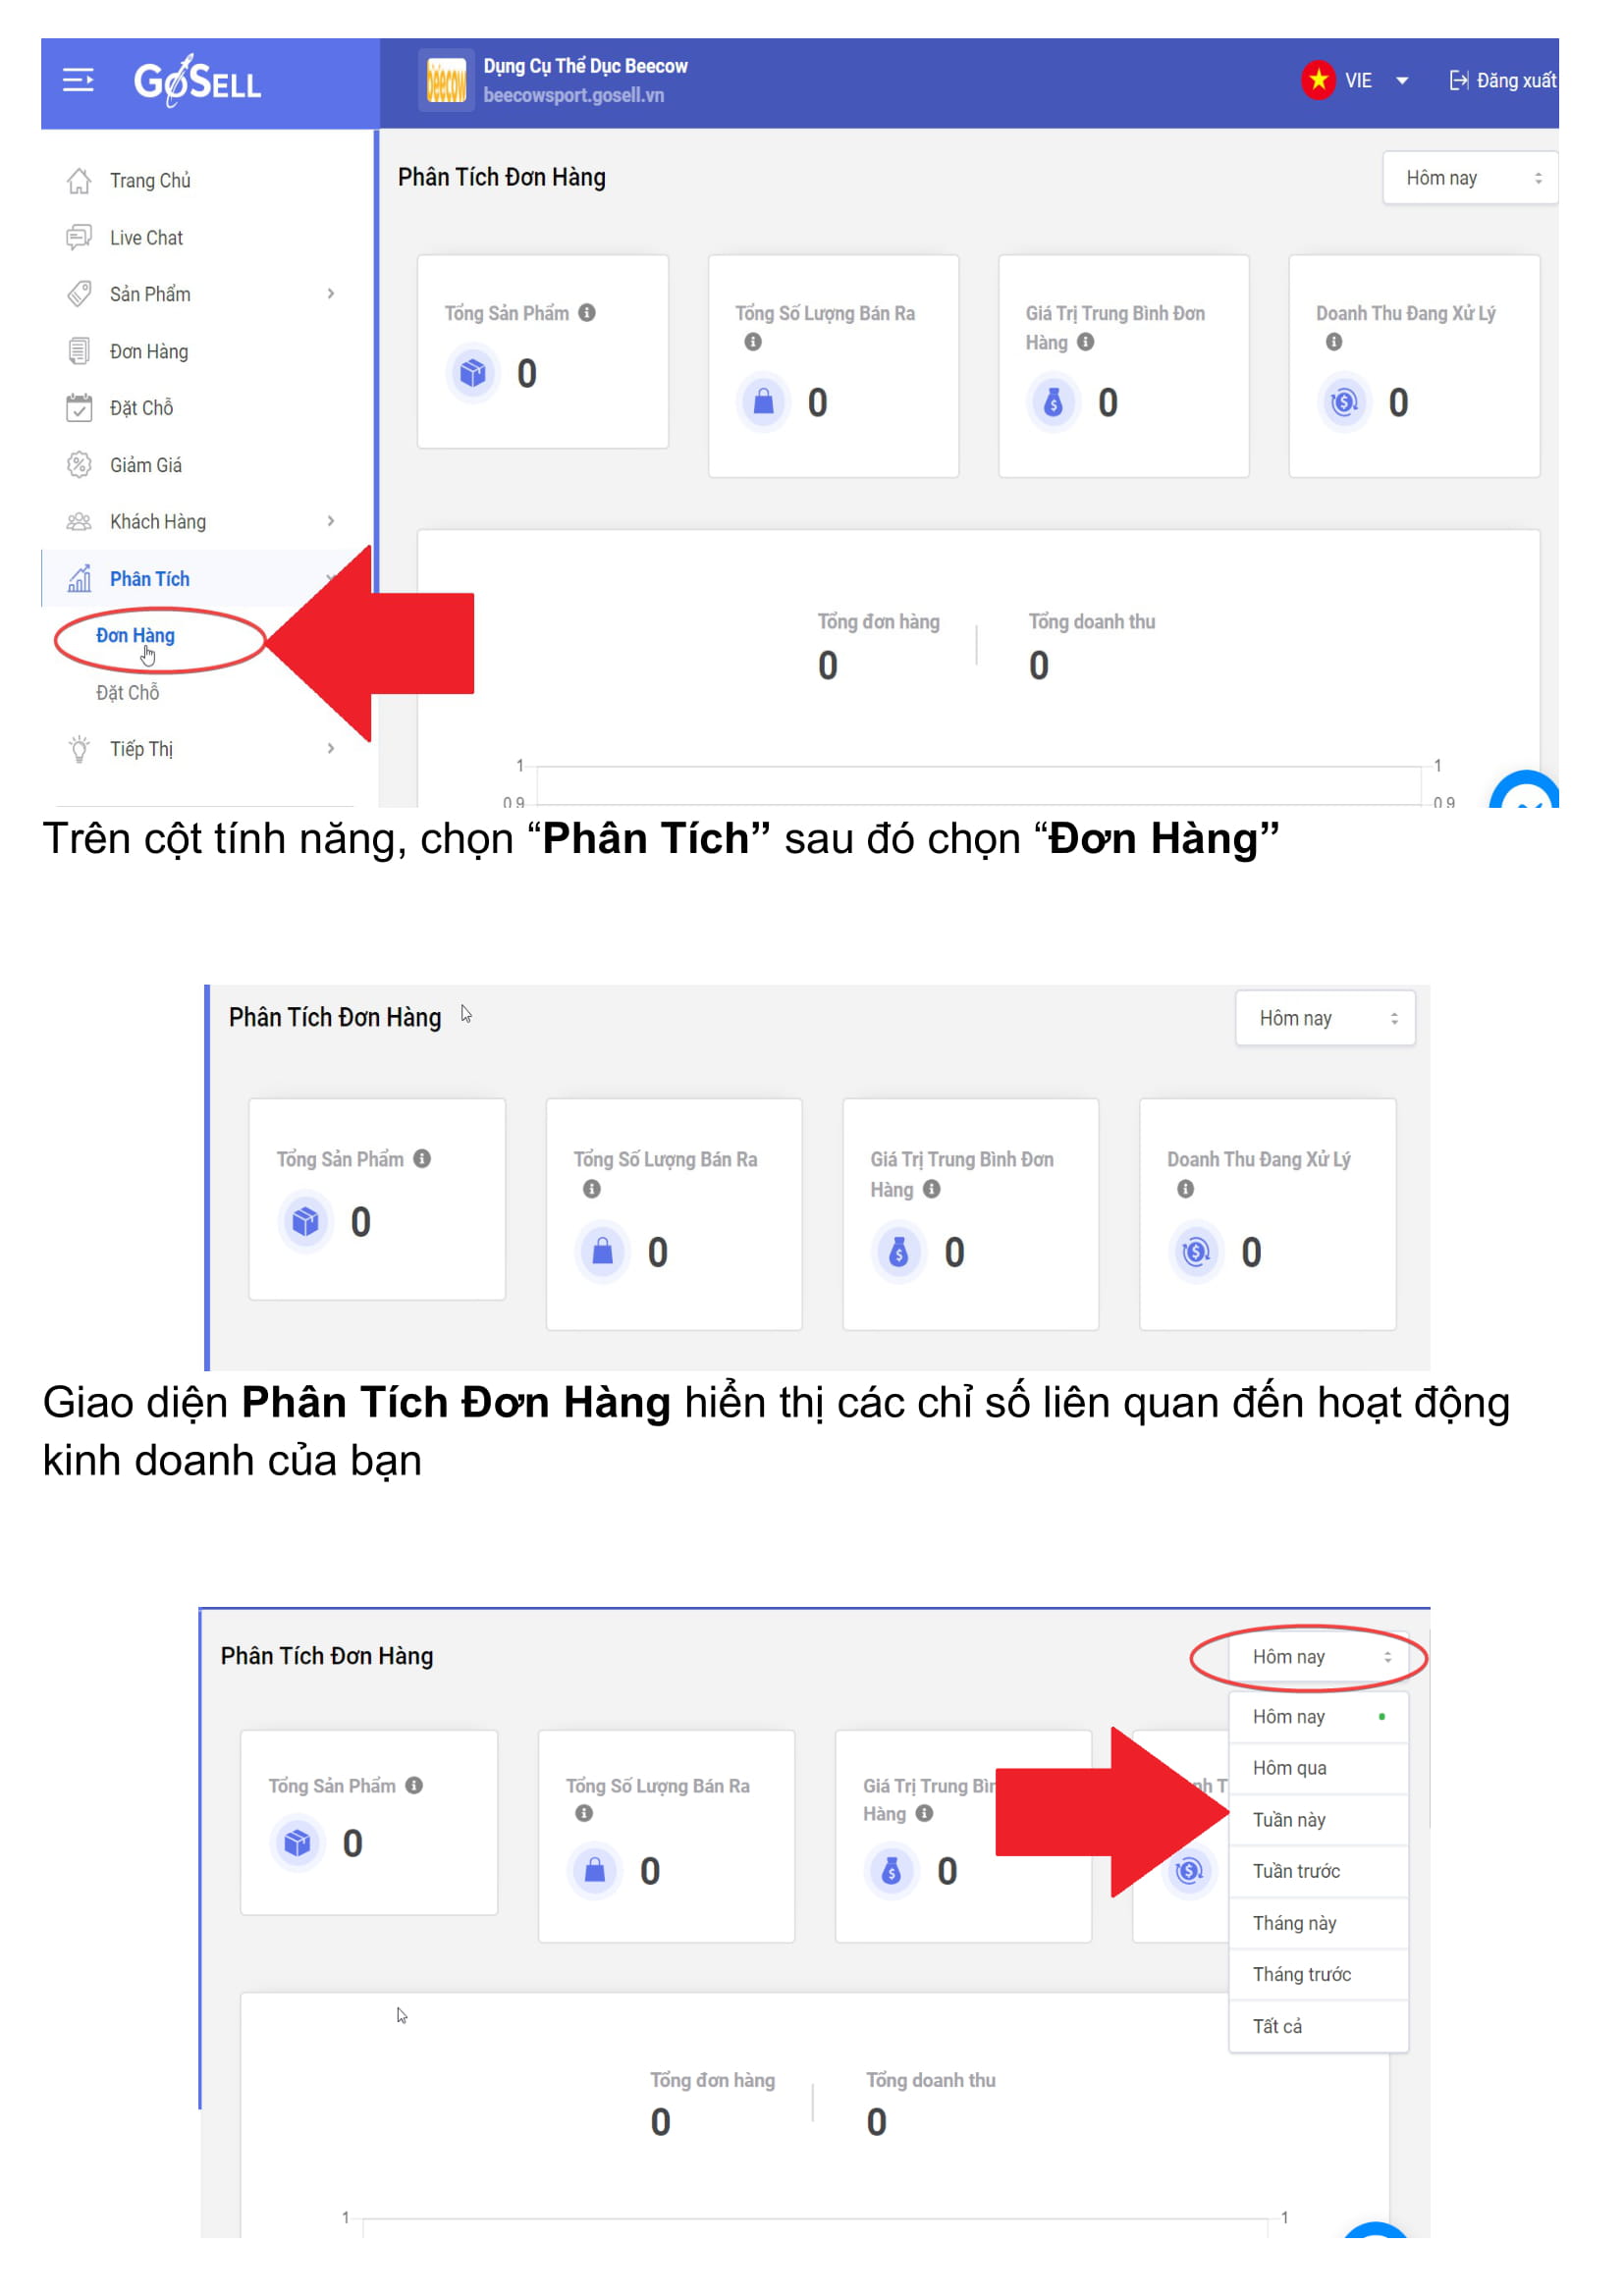 GoSELL
Dụng Cụ Thể Dục Beecow
beecow
beecowsport.gosell.vn
VIE
Đăng xuất
Trang Chủ
Live Chat
Sản Phẩm
Đơn Hàng
Đặt Chỗ
Giảm Giá
Khách Hàng
Phân Tích
Đơn Hàng
Đặt Chỗ
Tiếp Thị
Phân Tích Đơn Hàng
Hôm nay
Tổng Sản Phẩm
0
Tổng Số Lượng Bán Ra
0
Giá Trị Trung Bình Đơn
Hàng
0
Doanh Thu Đang Xử Lý
0
Tổng đơn hàng
0
Tổng doanh thu
0
1
1
0.9
0.9
Trên cột tính năng, chọn “Phân Tích” sau đó chọn “Đơn Hàng”
Phân Tích Đơn Hàng
Hôm nay
Tổng Sản Phẩm
0
Tổng Số Lượng Bán Ra
0
Giá Trị Trung Bình Đơn
Hàng
0
Doanh Thu Đang Xử Lý
0
Giao diện Phân Tích Đơn Hàng hiển thị các chỉ số liên quan đến hoạt động
kinh doanh của bạn
Phân Tích Đơn Hàng
Hôm nay
Hôm nay
Hôm qua
Tuần này
Tuần trước
Tháng này
Tháng trước
Tất cả
Tổng Sản Phẩm
0
Tổng Số Lượng Bán Ra
0
Giá Trị Trung
Hàng
0
Tổng đơn hàng
0
Tổng doanh thu
0
1
1